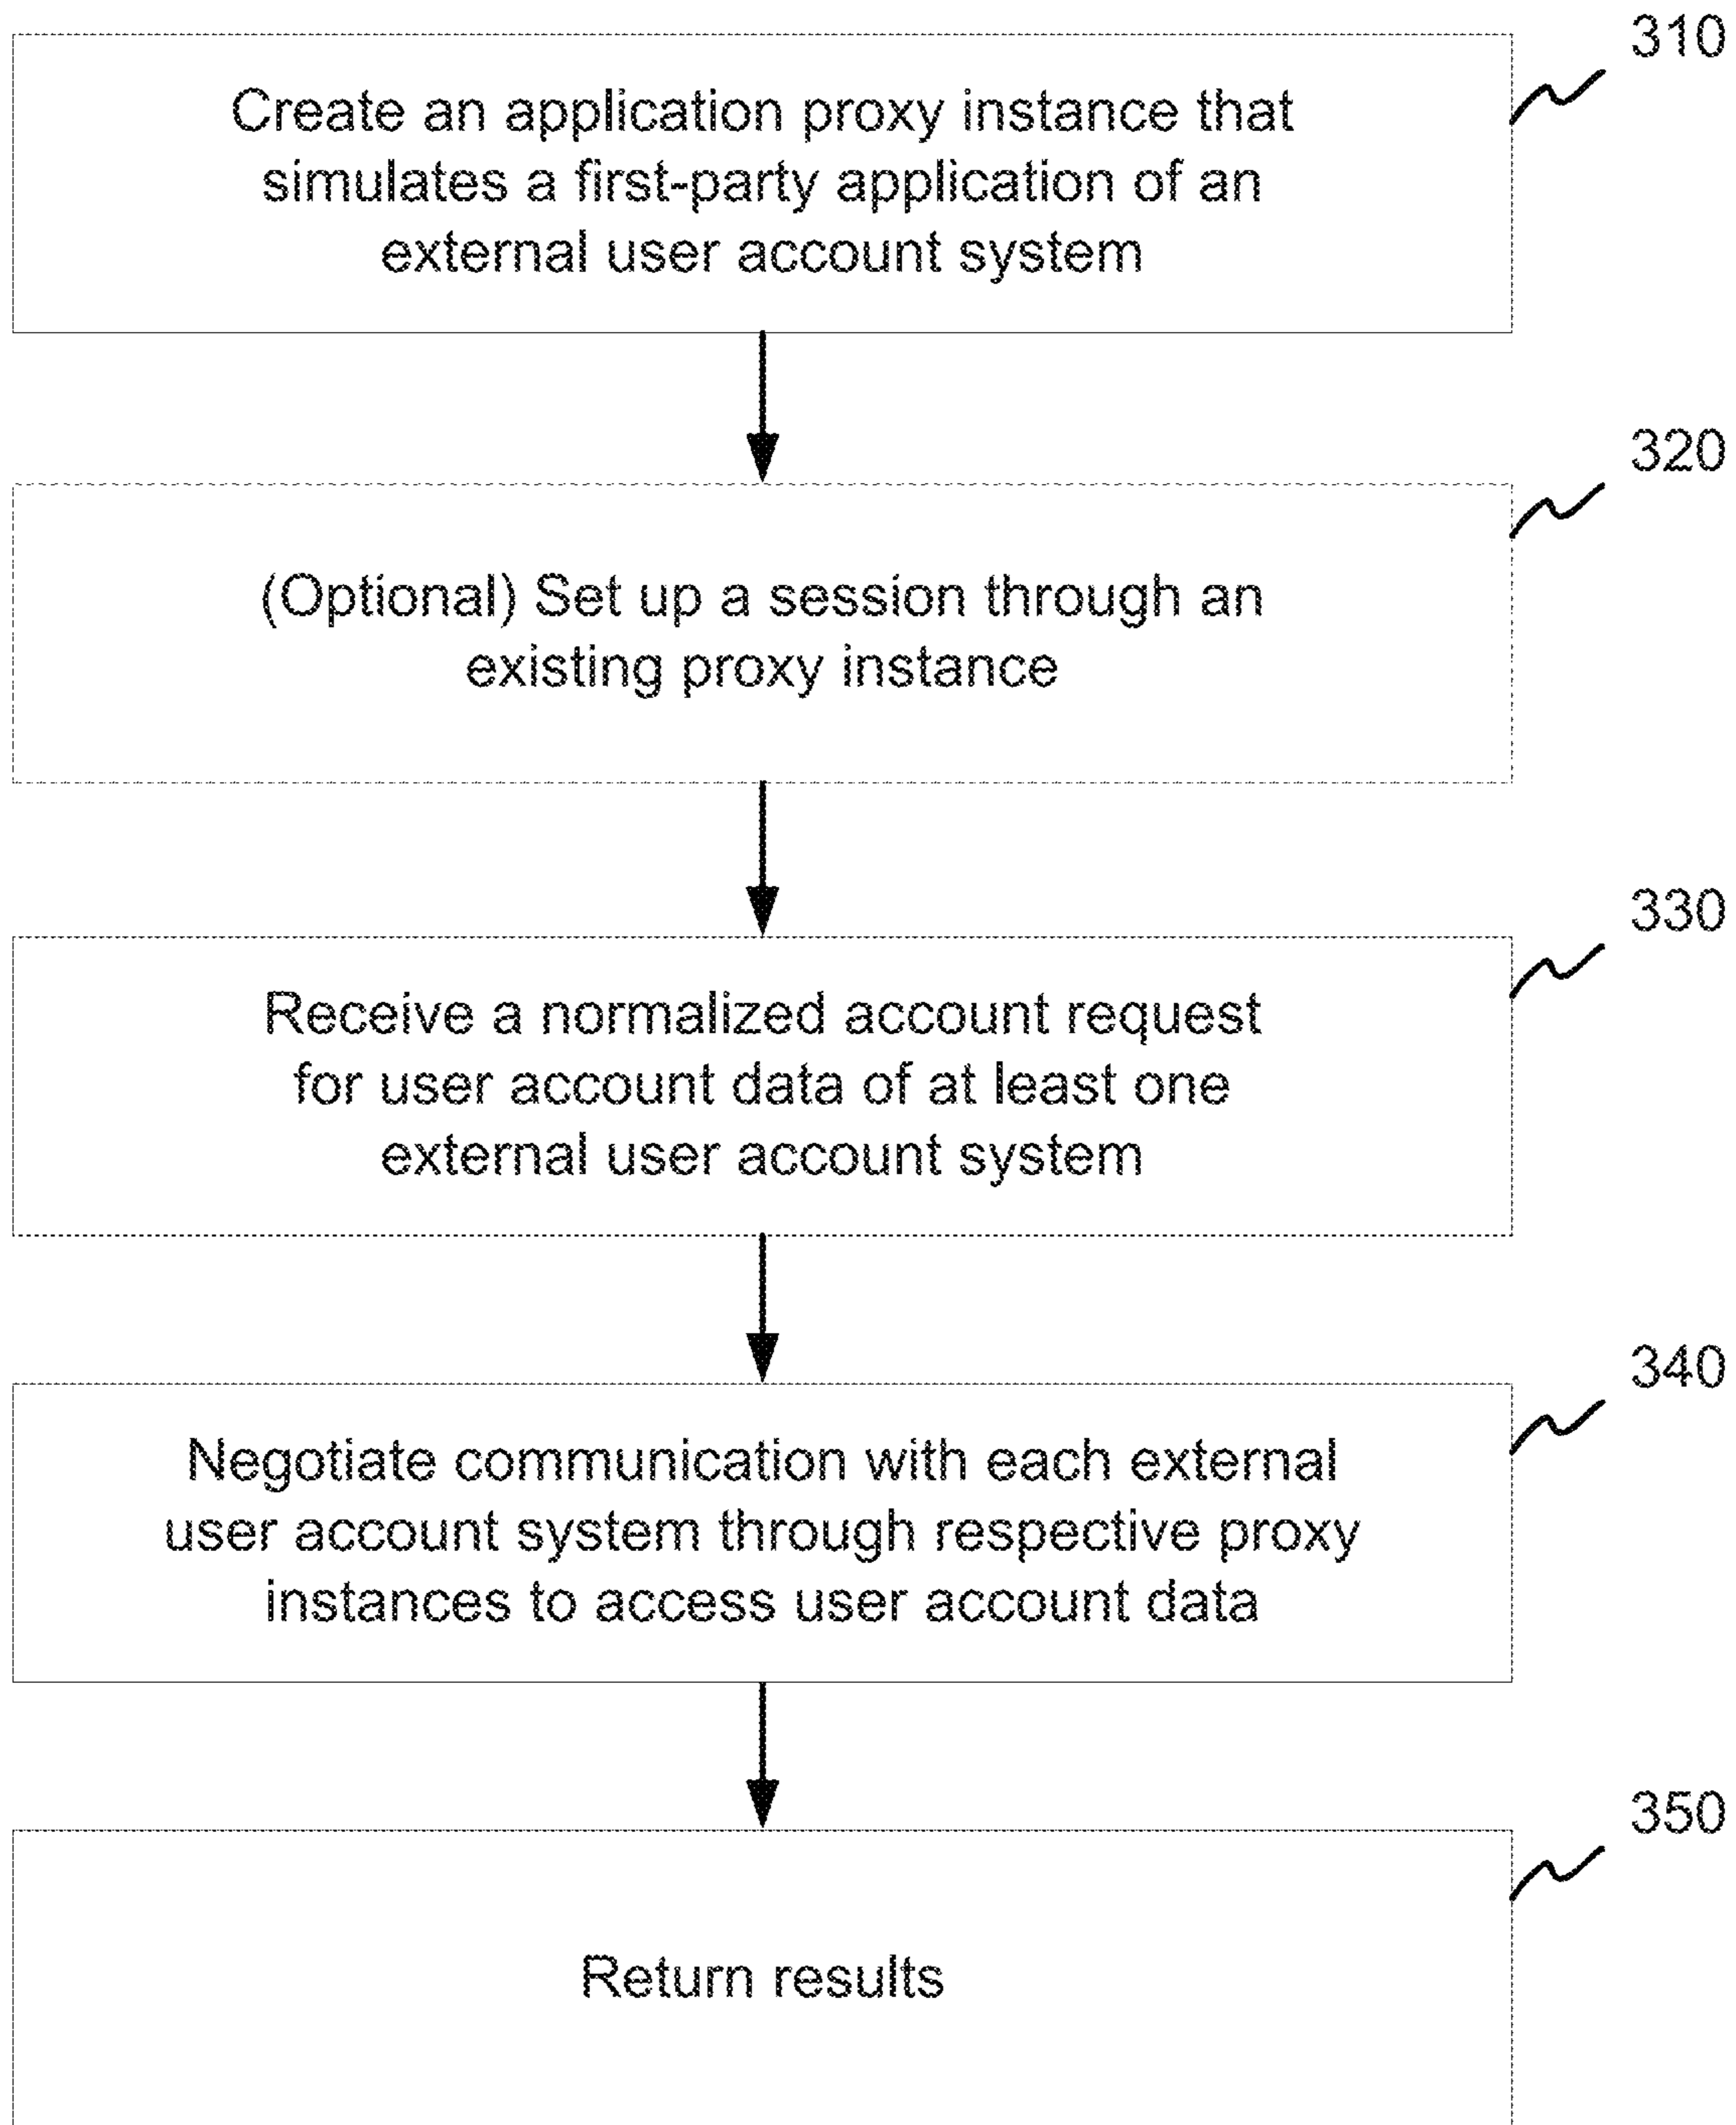 310
Create an application proxy instance that
simulates a first-party application of an
external user account system
320
(Optional) Set up a session through an
existing proxy instance
330
Receive a normalized account request
for user account data of at least one
external user account system
340
Negotiate communication with each external
user account system through respective proxy
instances to access user account data
350
Return results